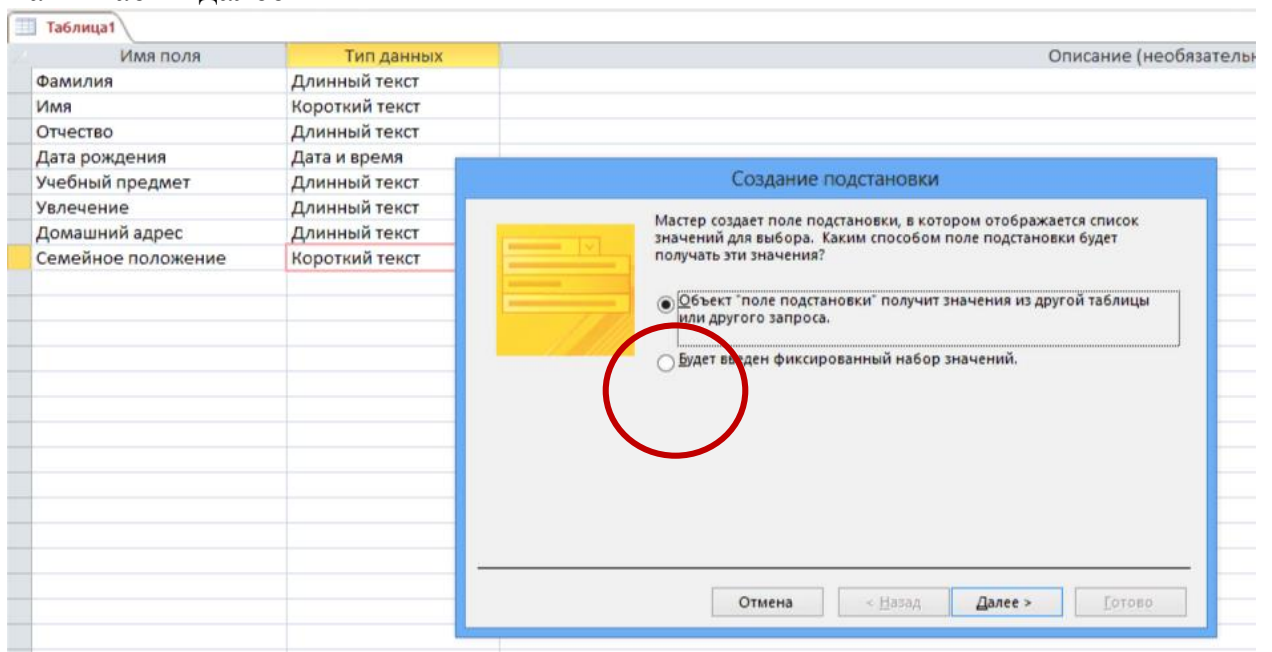 Таблица1
Имя поля Тип данных Описание (необязательн
Фамилия Длинный текст
Имя Короткий текст
Отчество Длинный текст
Дата рождения Дата и время
Учебный предмет Длинный текст
Увлечение Длинный текст
Домашний адрес Длинный текст
Семейное положение Короткий текст
Создание подстановки
Мастер создает поле подстановки, в котором отображается список
значений для выбора. Каким способом поле подстановки будет
получать эти значения?
Объект "поле подстановки" получит значения из другой таблицы
или другого запроса.
Будет введен фиксированный набор значений.
Отмена < Назад Далее > Готово